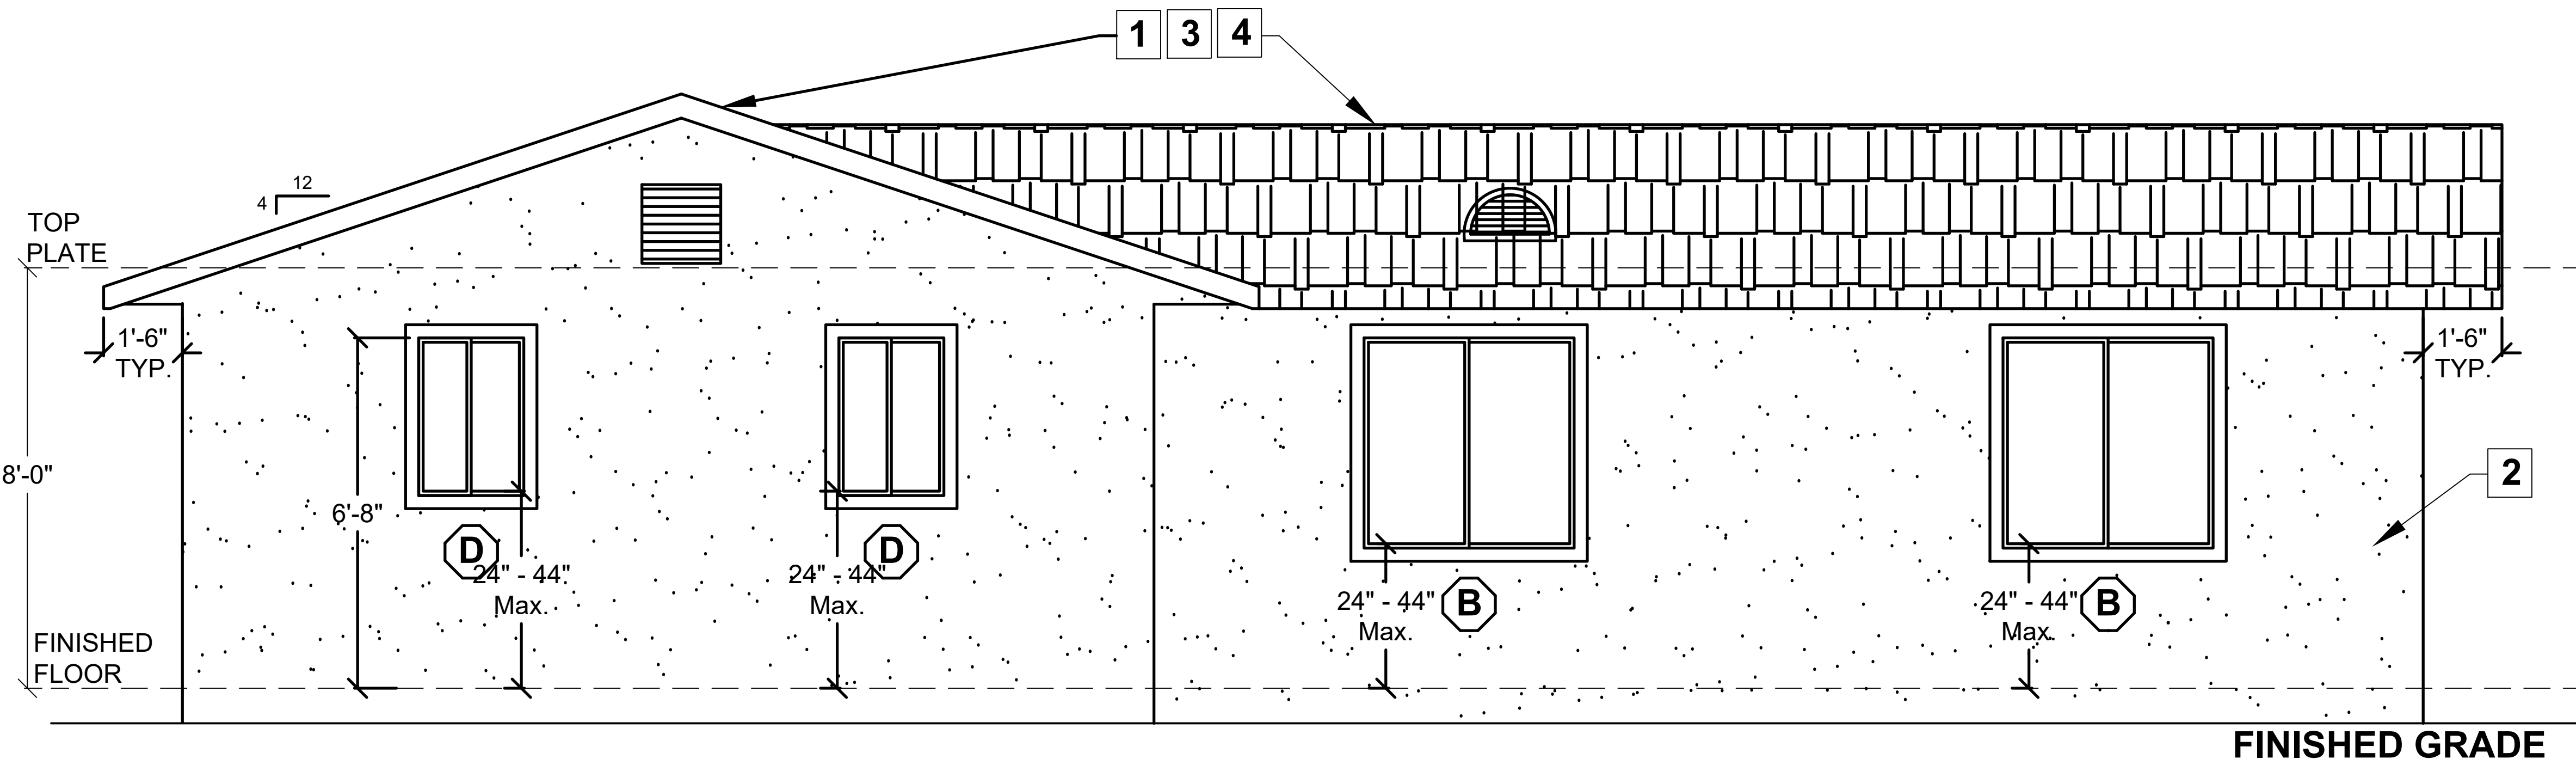 1 3 4
12
4
TOP
PLATE
1'-6"
TYP.
1'-6"
TYP.
8'-0"
6'-8"
2
D
D
24" - 44"
Max.
24" - 44"
Max.
24" - 44"
Max.
B
24" - 44"
Max.
B
FINISHED
FLOOR
FINISHED GRADE